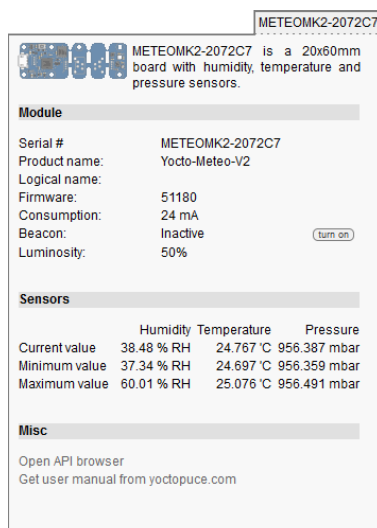 METEOMK2-2072C7
METEOMK2-2072C7 is a 20x60mm
board with humidity, temperature and
pressure sensors.
Module
Serial # METEOMK2-2072C7
Product name: Yocto-Meteo-V2
Logical name:
Firmware: 51180
Consumption: 24 mA
Beacon: Inactive turn on
Luminosity: 50%
Sensors
Humidity Temperature Pressure
Current value 38.48 % RH 24.767 'C 956.387 mbar
Minimum value 37.34 % RH 24.697 'C 956.359 mbar
Maximum value 60.01 % RH 25.076 'C 956.491 mbar
Misc
Open API browser
Get user manual from yoctopuce.com